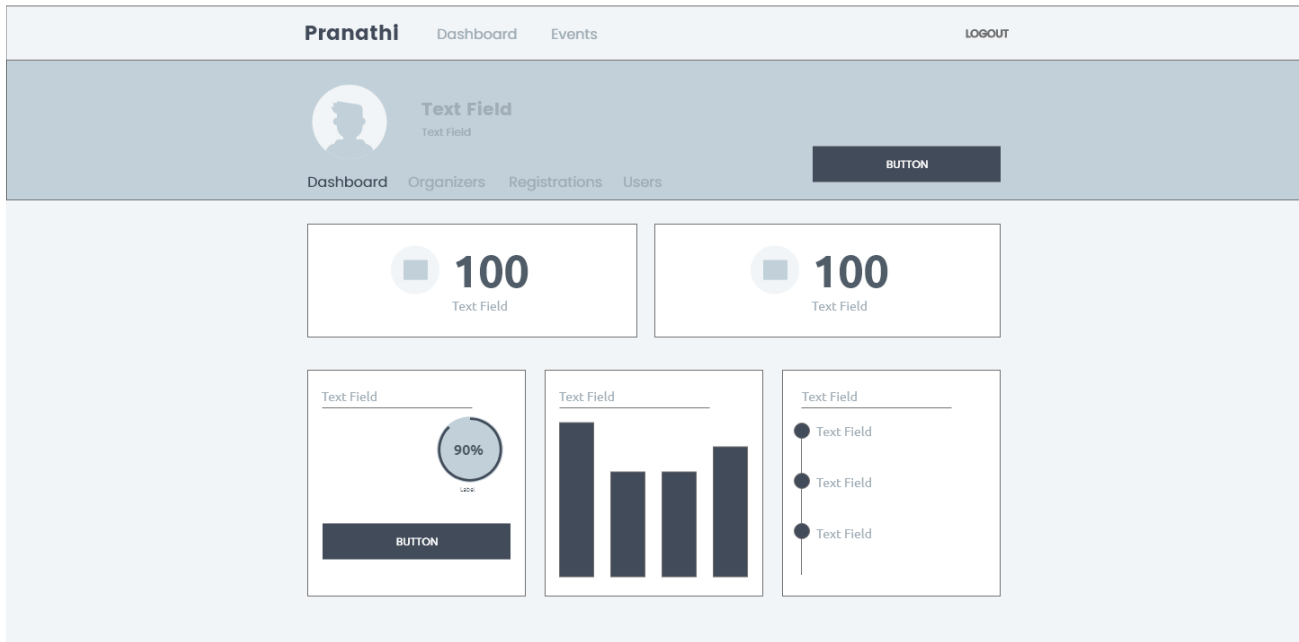 Pranathi Dashboard Events LOGOUT
Text Field
Text Field
BUTTON
Dashboard Organizers Registrations Users
100
Text Field
100
Text Field
Text Field
90%
Label
BUTTON
Text Field
Text Field
Text Field
Text Field
Text Field